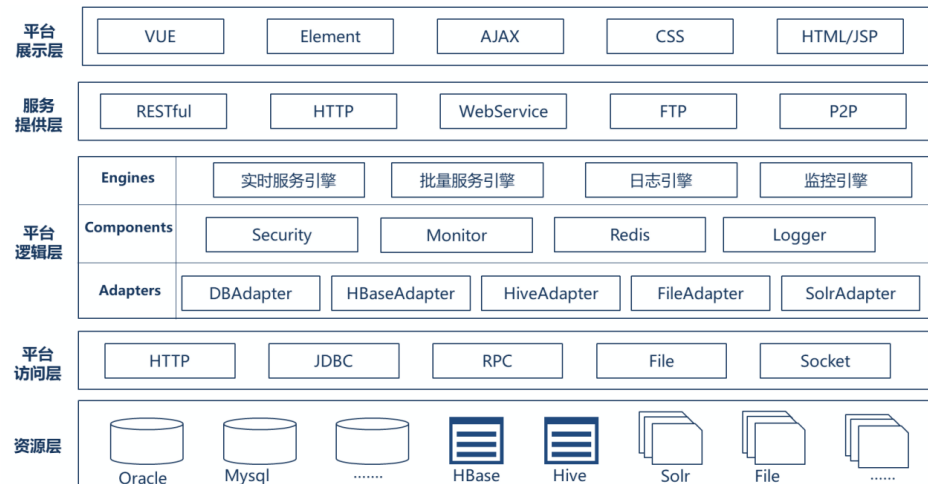 平台
展示层
VUE
Element
AJAX
CSS
HTML/JSP
服务
提供层
RESTful
HTTP
WebService
FTP
P2P
平台
逻辑层
Engines
实时服务引擎
批量服务引擎
日志引擎
监控引擎
Components
Security
Monitor
Redis
Logger
Adapters
DBAdapter
HBaseAdapter
HiveAdapter
FileAdapter
SolrAdapter
平台
访问层
HTTP
JDBC
RPC
File
Socket
资源层
Oracle
Mysql
.......
HBase
Hive
Solr
File
......